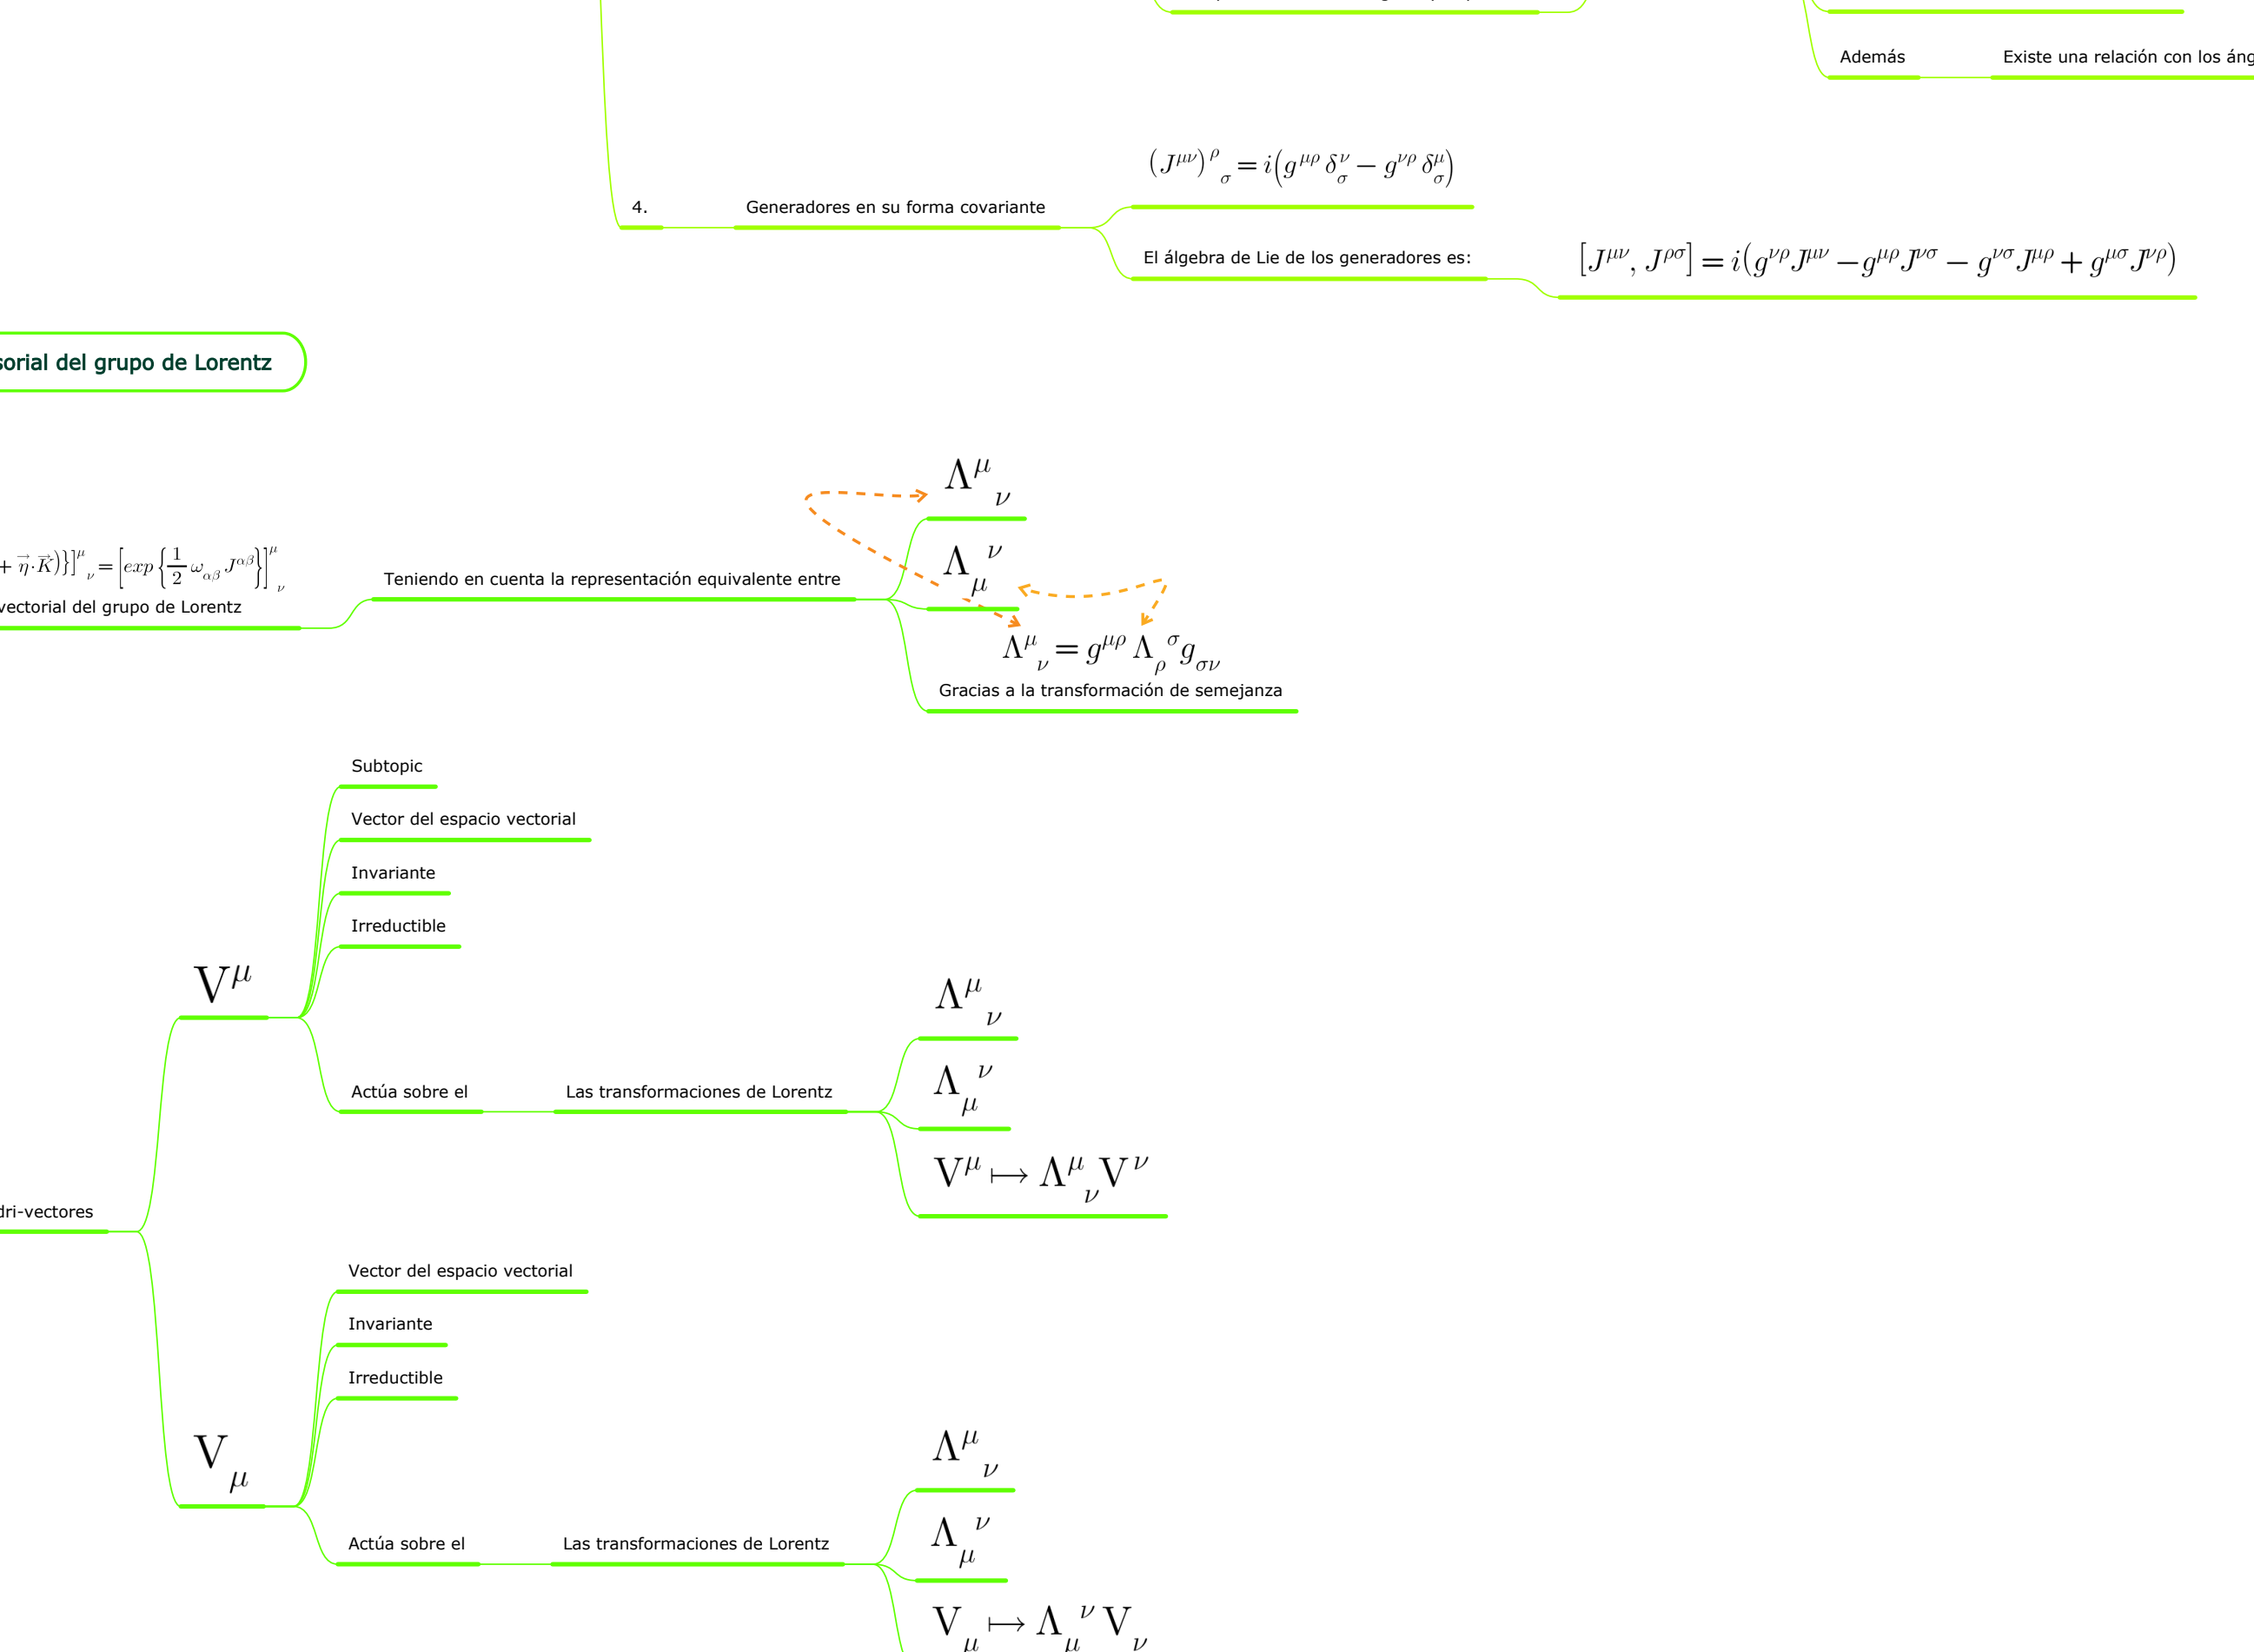 Además
Existe una relación con los áng
(J^{μν})^ρ_σ = i(g^{μρ} δ^ν_σ − g^{νρ} δ^μ_σ)
4.
Generadores en su forma covariante
El álgebra de Lie de los generadores es:
[J^{μν}, J^{ρσ}] = i(g^{νρ}J^{μν} − g^{μρ}J^{νσ} − g^{νσ}J^{μρ} + g^{μσ}J^{νρ})
sorial del grupo de Lorentz
Λ^μ_ν
+ \vec{η}·\vec{K})}]^μ_ν = [exp{\frac{1}{2} ω_{αβ} J^{αβ}}]^μ_ν
vectorial del grupo de Lorentz
Teniendo en cuenta la representación equivalente entre
Λ_μ^ν
Λ^μ_ν = g^{μρ} Λ_ρ^σ g_{σν}
Gracias a la transformación de semejanza
Subtopic
Vector del espacio vectorial
Invariante
Irreductible
V^μ
Λ^μ_ν
Actúa sobre el
Las transformaciones de Lorentz
Λ_μ^ν
V^μ ⟼ Λ^μ_ν V^ν
dri-vectores
Vector del espacio vectorial
Invariante
Irreductible
V_μ
Λ^μ_ν
Actúa sobre el
Las transformaciones de Lorentz
Λ_μ^ν
V_μ ⟼ Λ_μ^ν V_ν